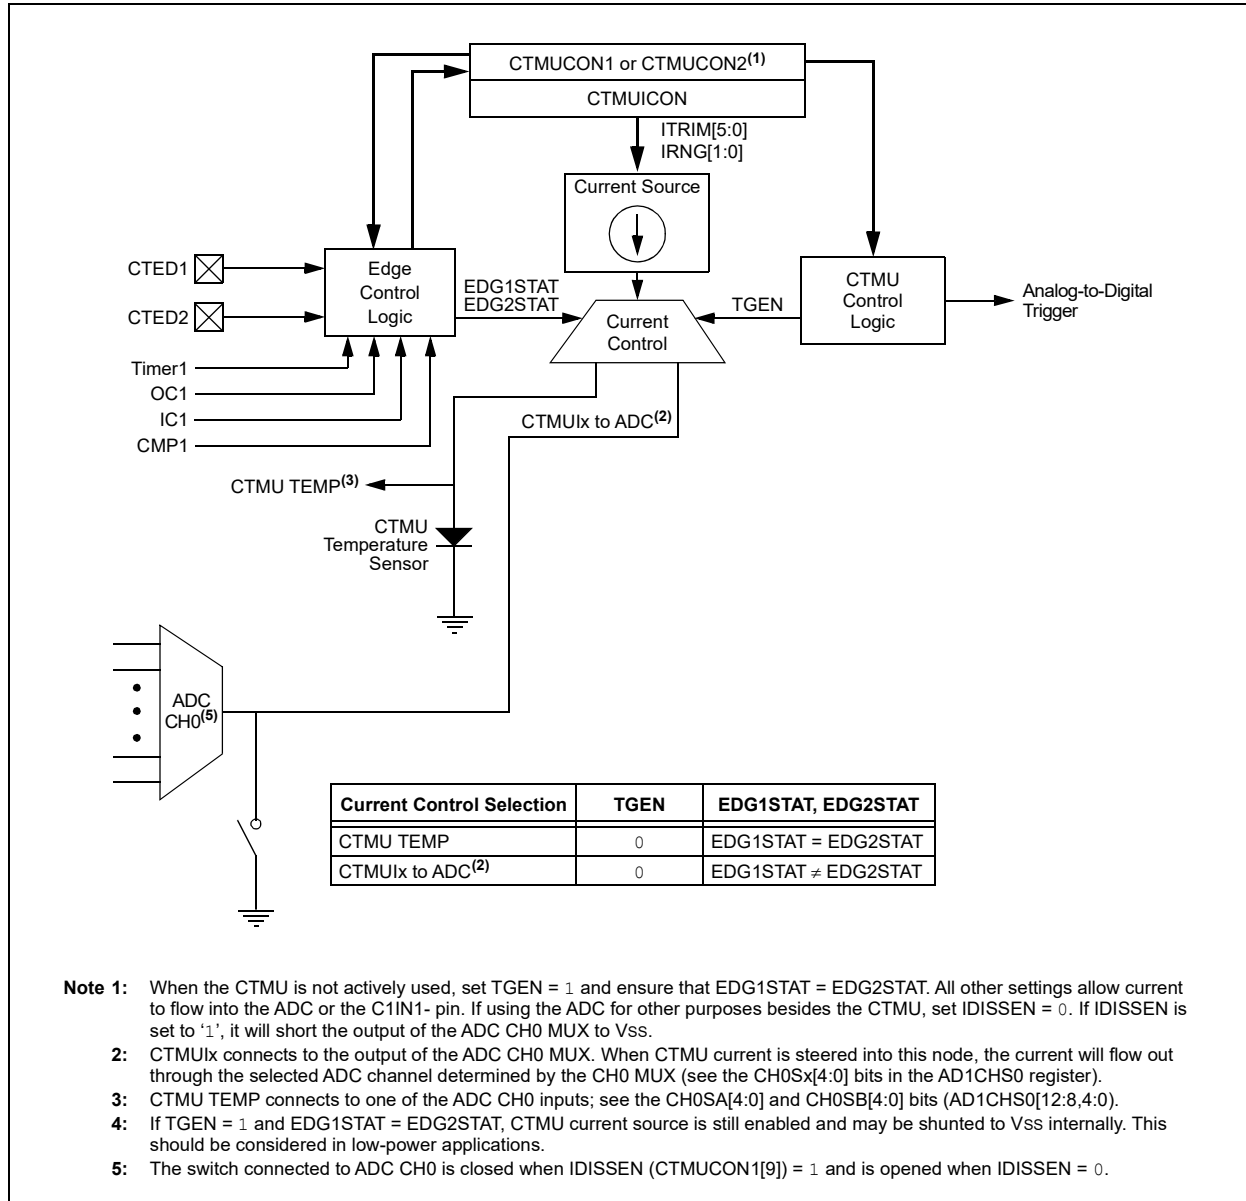 CTMUCON1 or CTMUCON2(1)
CTMUICON
ITRIM[5:0]
IRNG[1:0]
Current Source
CTED1
CTED2
Edge
Control
Logic
EDG1STAT
EDG2STAT
Current
Control
TGEN
CTMU
Control
Logic
Analog-to-Digital
Trigger
Timer1
OC1
IC1
CMP1
CTMUIx to ADC(2)
CTMU TEMP(3)
CTMU
Temperature
Sensor
ADC
CH0(5)
Current Control Selection TGEN EDG1STAT, EDG2STAT
CTMU TEMP 0 EDG1STAT = EDG2STAT
CTMUIx to ADC(2) 0 EDG1STAT ≠ EDG2STAT
Note 1: When the CTMU is not actively used, set TGEN = 1 and ensure that EDG1STAT = EDG2STAT. All other settings allow current
to flow into the ADC or the C1IN1- pin. If using the ADC for other purposes besides the CTMU, set IDISSEN = 0. If IDISSEN is
set to ‘1’, it will short the output of the ADC CH0 MUX to VSS.
2: CTMUIx connects to the output of the ADC CH0 MUX. When CTMU current is steered into this node, the current will flow out
through the selected ADC channel determined by the CH0 MUX (see the CH0Sx[4:0] bits in the AD1CHS0 register).
3: CTMU TEMP connects to one of the ADC CH0 inputs; see the CH0SA[4:0] and CH0SB[4:0] bits (AD1CHS0[12:8,4:0).
4: If TGEN = 1 and EDG1STAT = EDG2STAT, CTMU current source is still enabled and may be shunted to VSS internally. This
should be considered in low-power applications.
5: The switch connected to ADC CH0 is closed when IDISSEN (CTMUCON1[9]) = 1 and is opened when IDISSEN = 0.